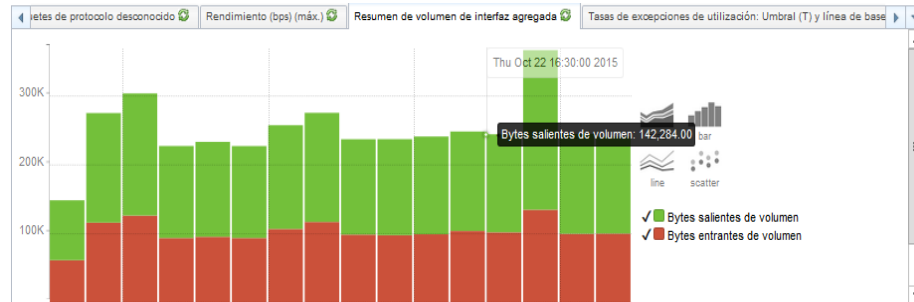 uetes de protocolo desconocido
Rendimiento (bps) (máx.)
Resumen de volumen de interfaz agregada
Tasas de excepciones de utilización: Umbral (T) y línea de base
Thu Oct 22 16:30:00 2015
300K
Bytes salientes de volumen: 142,284.00
bar
200K
line
scatter
Bytes salientes de volumen
100K
Bytes entrantes de volumen